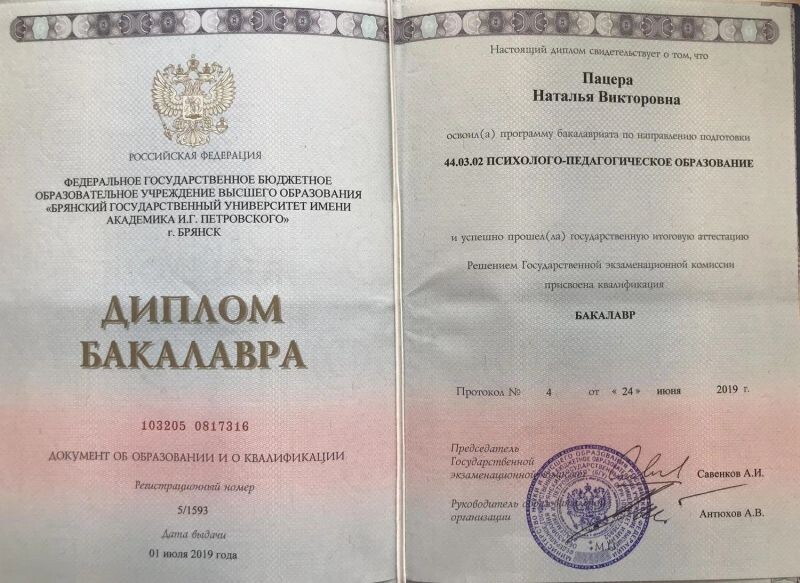 РОССИЙСКАЯ ФЕДЕРАЦИЯ
ФЕДЕРАЛЬНОЕ ГОСУДАРСТВЕННОЕ БЮДЖЕТНОЕ
ОБРАЗОВАТЕЛЬНОЕ УЧРЕЖДЕНИЕ ВЫСШЕГО ОБРАЗОВАНИЯ
«БРЯНСКИЙ ГОСУДАРСТВЕННЫЙ УНИВЕРСИТЕТ ИМЕНИ
АКАДЕМИКА И.Г. ПЕТРОВСКОГО»
г. БРЯНСК
ДИПЛОМ
БАКАЛАВРА
103205 0817316
ДОКУМЕНТ ОБ ОБРАЗОВАНИИ И О КВАЛИФИКАЦИИ
Регистрационный номер
5/1593
Дата выдачи
01 июля 2019 года
Настоящий диплом свидетельствует о том, что
Пацера
Наталья Викторовна
освоил(а) программу бакалавриата по направлению подготовки
44.03.02 ПСИХОЛОГО-ПЕДАГОГИЧЕСКОЕ ОБРАЗОВАНИЕ
и успешно прошел(ла) государственную итоговую аттестацию
Решением Государственной экзаменационной комиссии
присвоена квалификация
БАКАЛАВР
Протокол № 4 от « 24 » июня 2019 г.
Председатель
Государственной
экзаменационной комиссии Савенков А.И.
Руководитель
организации Антюхов А.В.
М.П.